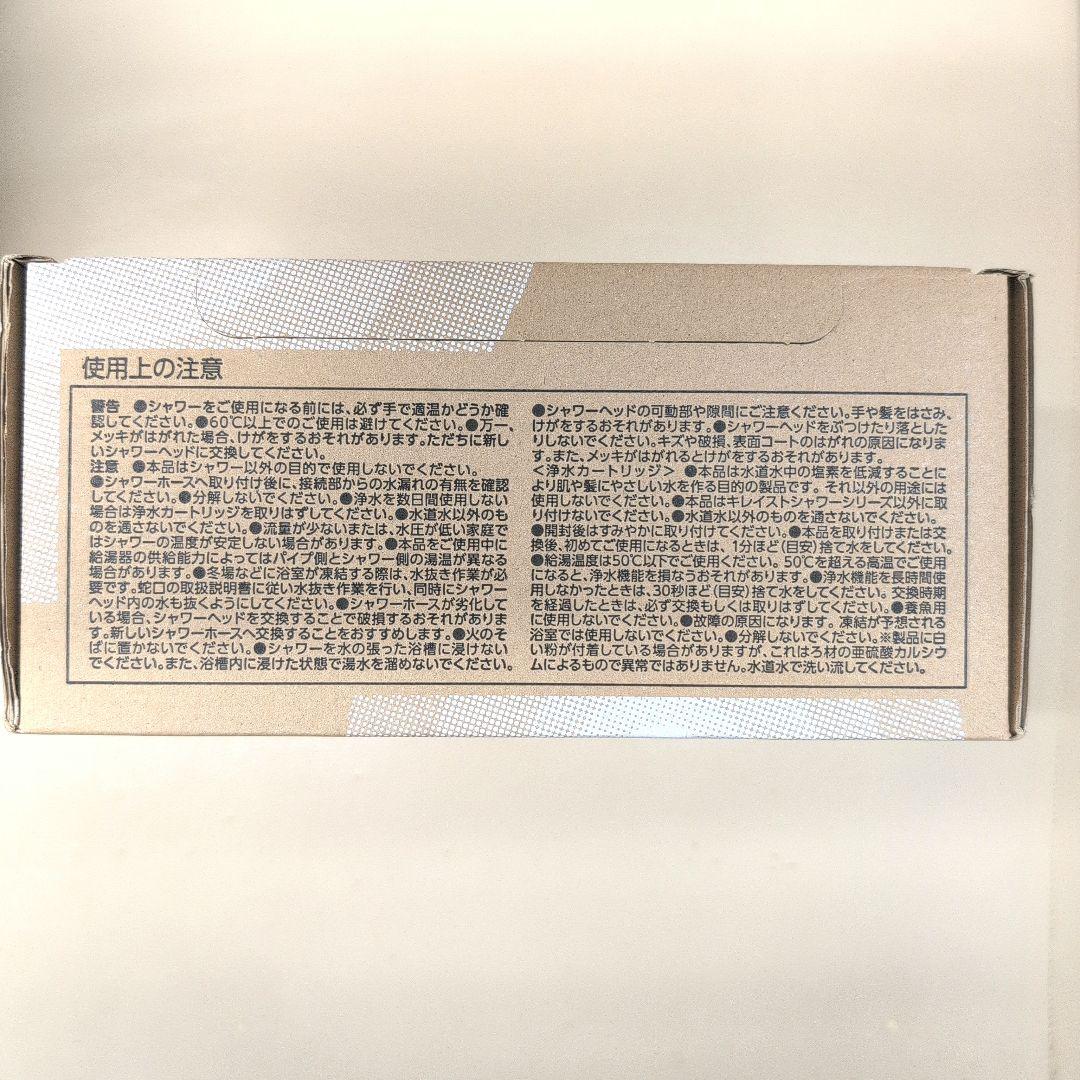 使用上の注意
警告 ●シャワーをご使用になる前には、必ず手で適温かどうか確
認してください。●60℃以上でのご使用は避けてください。●万一、
メッキがはがれた場合、けがをするおそれがあります。ただちに新し
いシャワーヘッドに交換してください。
注意 ●本品はシャワー以外の目的で使用しないでください。
●シャワーホースへ取り付け後に、接続部からの水漏れの有無を確認
してください。●分解しないでください。●浄水を数日間使用しない
場合は浄水カートリッジを取りはずしてください。●水道水以外のも
のを通さないでください。●流量が少ないまたは、水圧が低い家庭で
はシャワーの温度が安定しない場合があります。●本品をご使用中に
給湯器の供給能力によってはパイプ側とシャワー側の湯温が異なる
場合があります。●冬場などに浴室が凍結する際は、水抜き作業が必
要です。蛇口の取扱説明書に従い水抜き作業を行い、同時にシャワー
ヘッド内の水も抜くようにしてください。●シャワーホースが劣化して
いる場合、シャワーヘッドを交換することで破損するおそれがありま
す。新しいシャワーホースへ交換することをおすすめします。●火のそ
ばに置かないでください。●シャワーを水の張った浴槽に浸けない
でください。また、浴槽内に浸けた状態で湯水を溜めないでください。
●シャワーヘッドの可動部や隙間にご注意ください。手や髪をはさみ、
けがをするおそれがあります。●シャワーヘッドをぶつけたり落とした
りしないでください。キズや破損、表面コートのはがれの原因になりま
す。また、メッキがはれるとけがをするおそれがあります。
＜浄水カートリッジ＞ ●本品は水道水中の塩素を低減することに
より肌や髪にやさしい水を作る目的の製品です。それ以外の用途には
使用しないでください。●本品はキレイストシャワーシリーズ以外に取
り付けないでください。●水道水以外のものを通さないでください。
●開封後はすみやかに取り付けてください。●本品を取り付けまたは交
換後、初めてご使用になるときは、1分ほど(目安)捨て水をしてください。
●給湯温度は50℃以下でご使用ください。50℃を超える高温でご使用
になると、浄水機能を損なうおそれがあります。●浄水機能を長時間使
用しなかったときは、30秒ほど(目安)捨て水をしてください。交換時期
を経過したときは、必ず交換もしくは取りはずしてください。●養魚用
に使用しないでください。●故障の原因になります。凍結が予想される
浴室では使用しないでください。●分解しないでください。※製品に白
い粉が付着している場合がありますが、これはろ材の亜硫酸カルシウ
ムによるもので異常ではありません。水道水で洗い流してください。